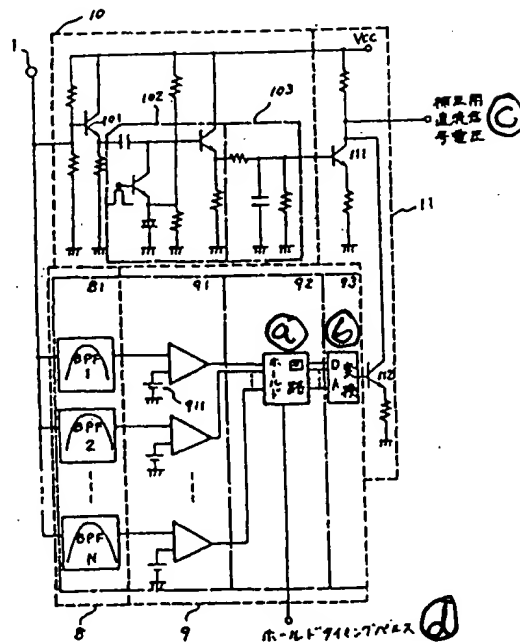 10
1
VCC
102
103
101
補正用
直流信
号電圧
C
111
11
81
91
92
93
a
b
BPF
1
911
ホールド
回路
D
A
変換
112
BPF
2
BPF
N
8
9
ホールドタイミングパルス
d